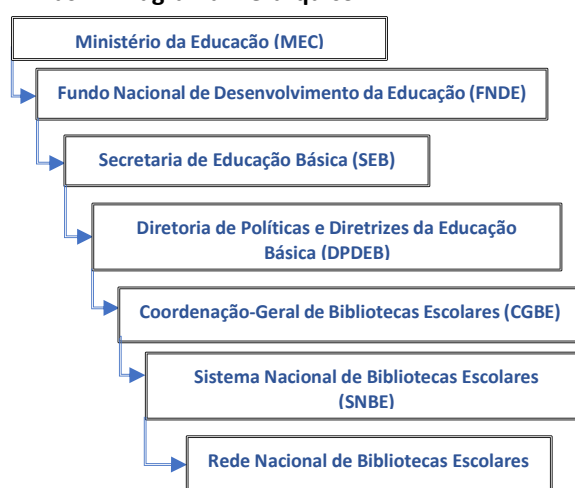 Ministério da Educação (MEC)
Fundo Nacional de Desenvolvimento da Educação (FNDE)
Secretaria de Educação Básica (SEB)
Diretoria de Políticas e Diretrizes da Educação
Básica (DPDEB)
Coordenação-Geral de Bibliotecas Escolares (CGBE)
Sistema Nacional de Bibliotecas Escolares
(SNBE)
Rede Nacional de Bibliotecas Escolares